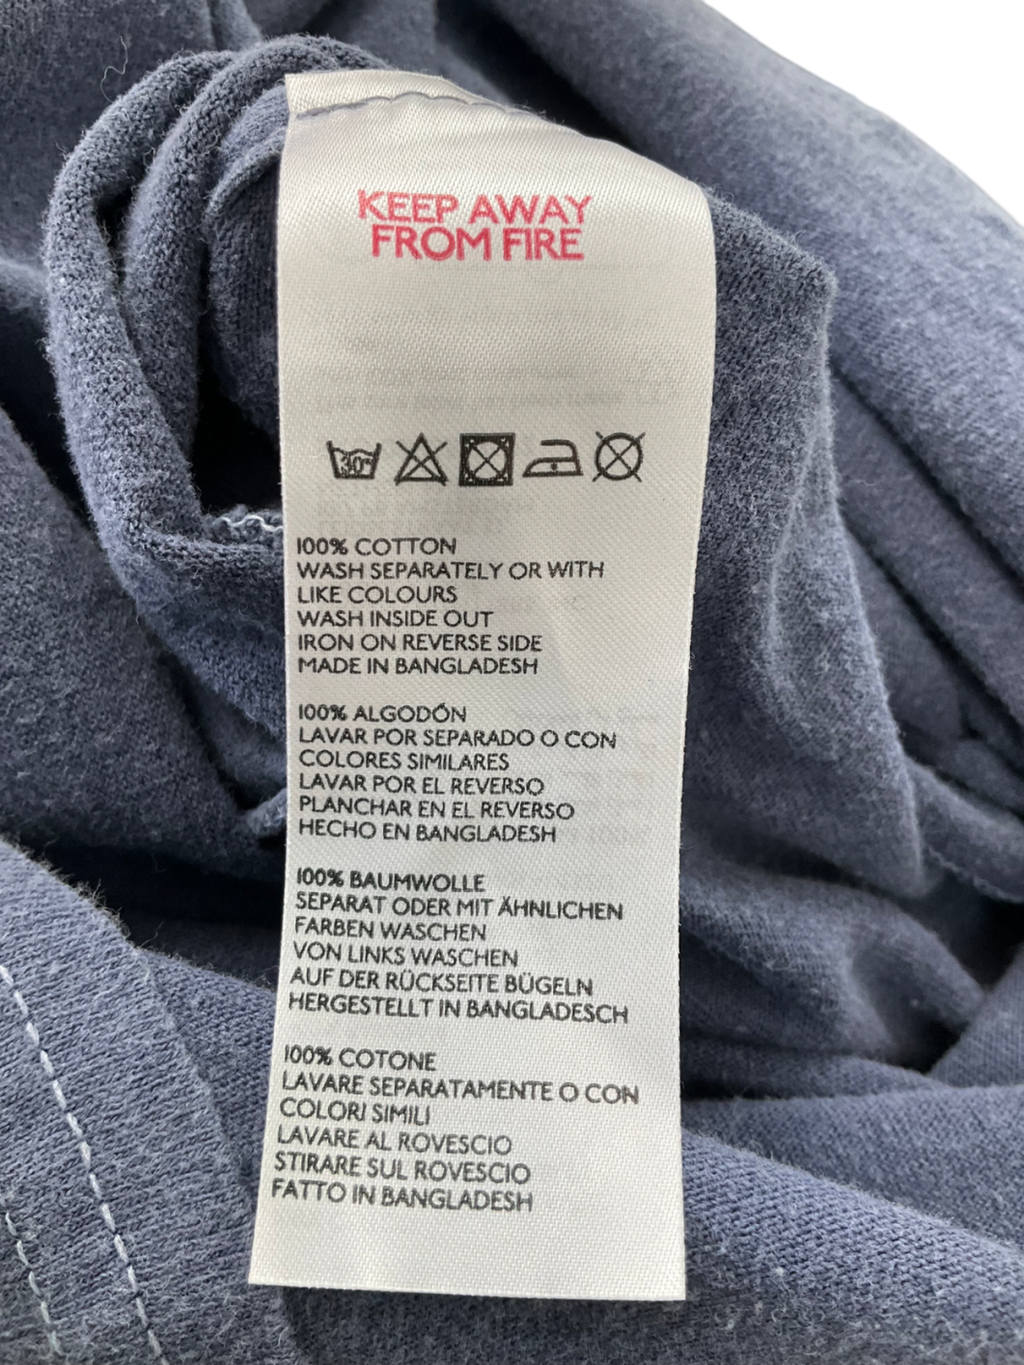 KEEP AWAY
FROM FIRE
30°
100% COTTON
WASH SEPARATELY OR WITH
LIKE COLOURS
WASH INSIDE OUT
IRON ON REVERSE SIDE
MADE IN BANGLADESH
100% ALGODÓN
LAVAR POR SEPARADO O CON
COLORES SIMILARES
LAVAR POR EL REVERSO
PLANCHAR EN EL REVERSO
HECHO EN BANGLADESH
100% BAUMWOLLE
SEPARAT ODER MIT ÄHNLICHEN
FARBEN WASCHEN
VON LINKS WASCHEN
AUF DER RÜCKSEITE BÜGELN
HERGESTELLT IN BANGLADESCH
100% COTONE
LAVARE SEPARATAMENTE O CON
COLORI SIMILI
LAVARE AL ROVESCIO
STIRARE SUL ROVESCIO
FATTO IN BANGLADESH